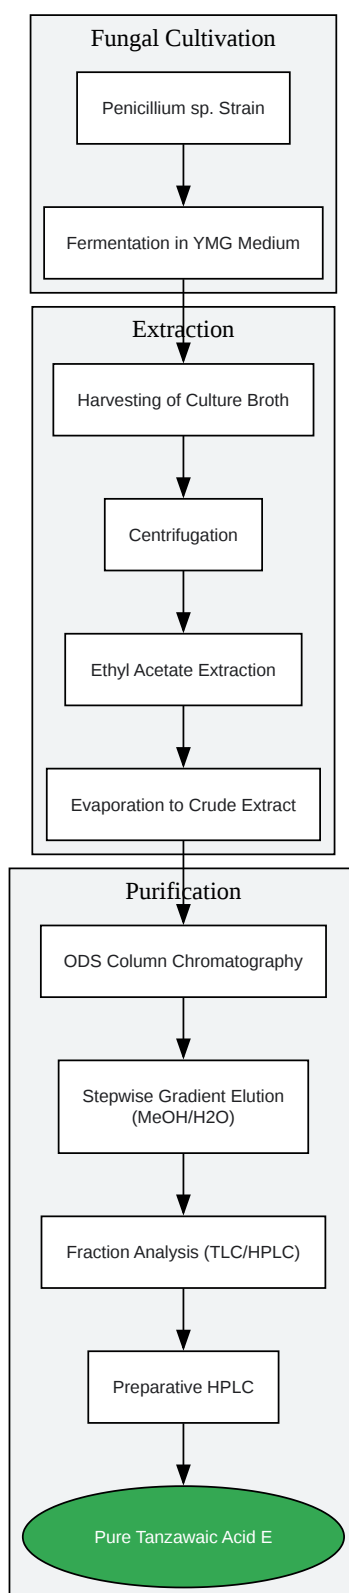 Fungal Cultivation
Penicillium sp. Strain
Fermentation in YMG Medium
Extraction
Harvesting of Culture Broth
Centrifugation
Ethyl Acetate Extraction
Evaporation to Crude Extract
Purification
ODS Column Chromatography
Stepwise Gradient Elution
(MeOH/H2O)
Fraction Analysis (TLC/HPLC)
Preparative HPLC
Pure Tanzawaic Acid E